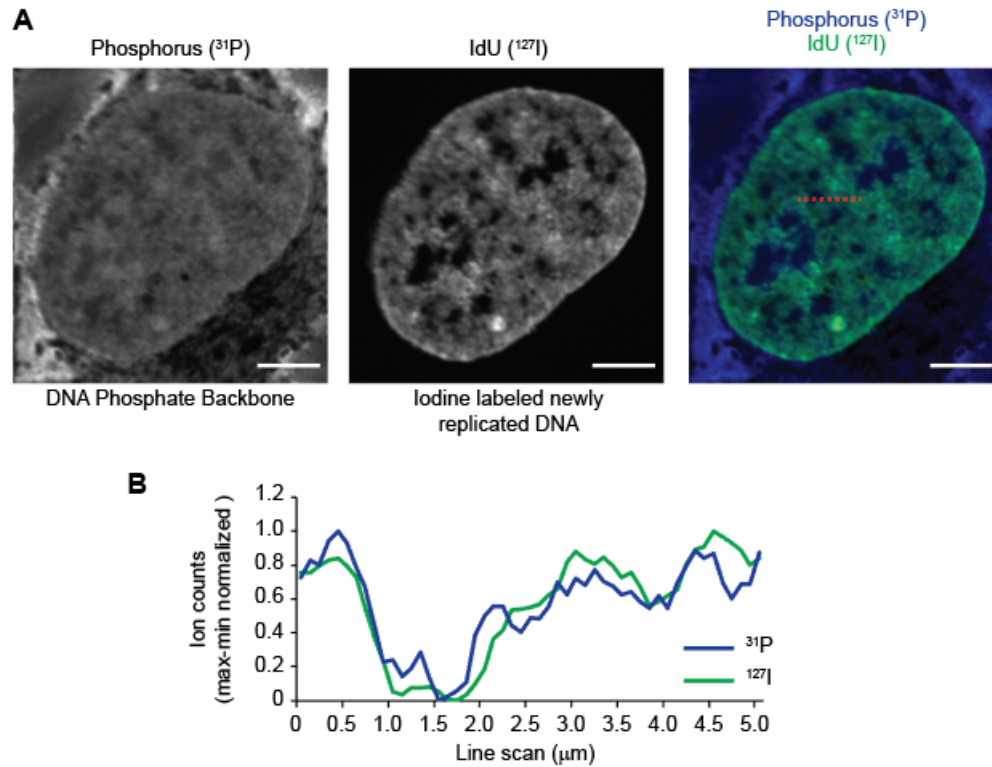 A
Phosphorus (³¹P)
IdU (¹²⁷I)
Phosphorus (³¹P)
IdU (¹²⁷I)
DNA Phosphate Backbone
Iodine labeled newly
replicated DNA
B
Ion counts
(max-min normalized )
1.2
1.0
0.8
0.6
0.4
0.2
0
³¹P
¹²⁷I
0 0.5 1.0 1.5 2.0 2.5 3.0 3.5 4.0 4.5 5.0
Line scan (μm)